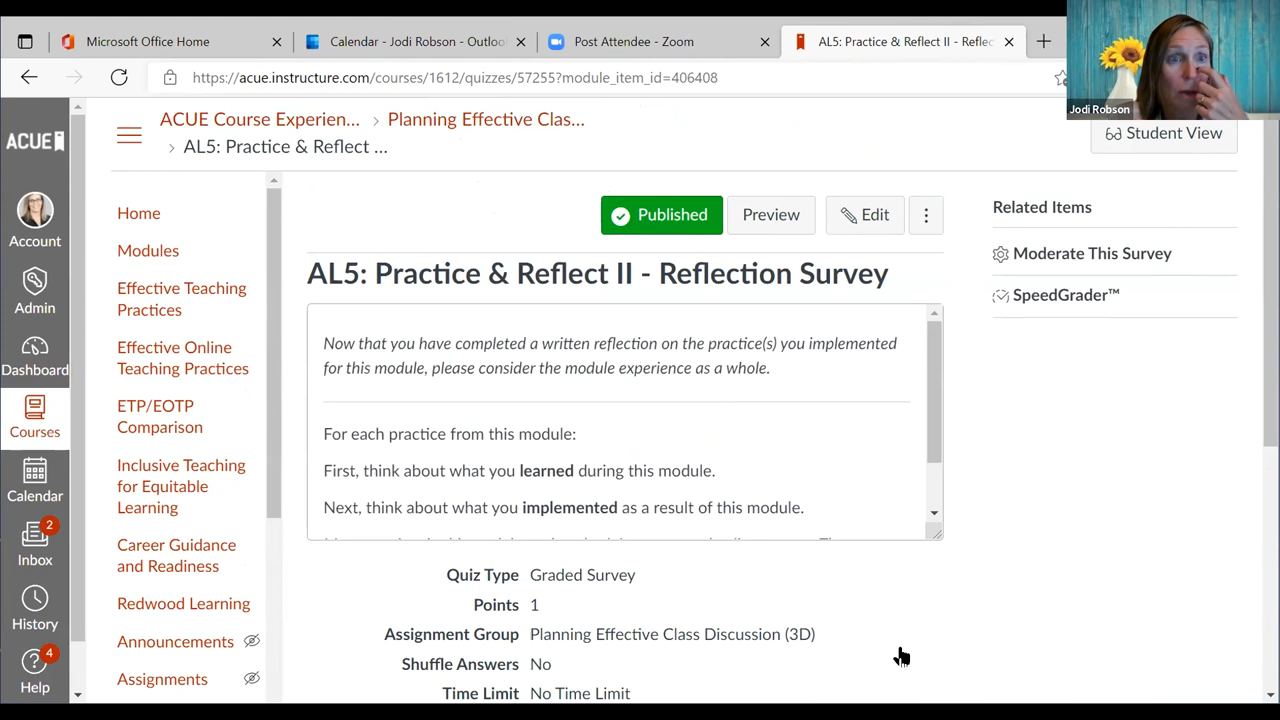 Microsoft Office Home
Calendar - Jodi Robson - Outloo
Post Attendee - Zoom
AL5: Practice & Reflect II - Reflec
https://acue.instructure.com/courses/1612/quizzes/57255?module_item_id=406408
Jodi Robson
ACUE
Account
Admin
Dashboard
Courses
Calendar
2
Inbox
History
4
Help
ACUE Course Experien... > Planning Effective Clas...
> AL5: Practice & Reflect ...
Student View
Home
Modules
Effective Teaching
Practices
Effective Online
Teaching Practices
ETP/EOTP
Comparison
Inclusive Teaching
for Equitable
Learning
Career Guidance
and Readiness
Redwood Learning
Announcements
Assignments
Published
Preview
Edit
AL5: Practice & Reflect II - Reflection Survey
Now that you have completed a written reflection on the practice(s) you implemented
for this module, please consider the module experience as a whole.
For each practice from this module:
First, think about what you learned during this module.
Next, think about what you implemented as a result of this module.
Quiz Type Graded Survey
Points 1
Assignment Group Planning Effective Class Discussion (3D)
Shuffle Answers No
Time Limit No Time Limit
Related Items
Moderate This Survey
SpeedGrader™